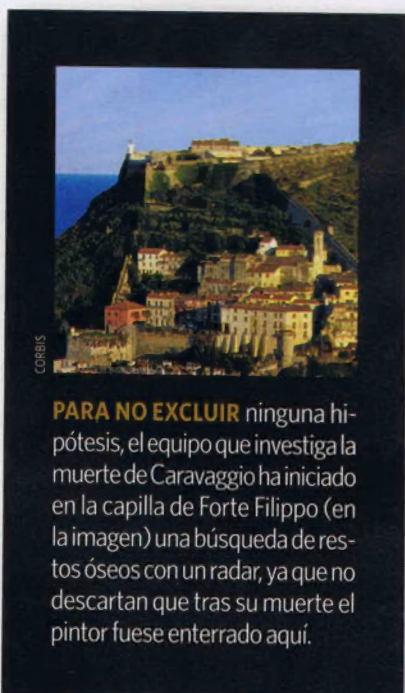 CORBIS
PARA NO EXCLUIR ninguna hi-
pótesis, el equipo que investiga la
muerte de Caravaggio ha iniciado
en la capilla de Forte Filippo (en
la imagen) una búsqueda de res-
tos óseos con un radar, ya que no
descartan que tras su muerte el
pintor fuese enterrado aquí.